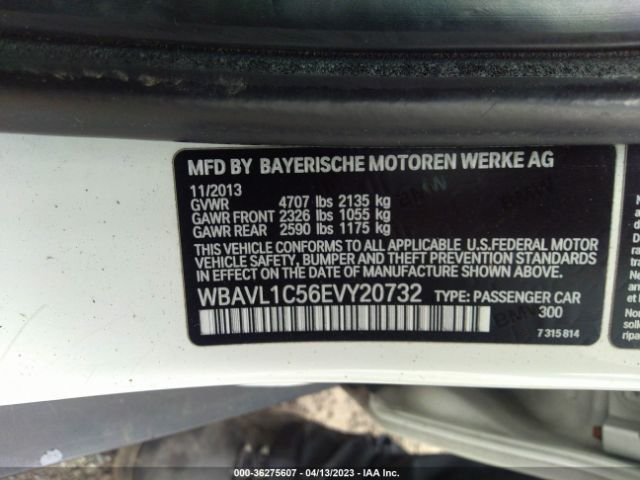 MFD BY BAYERISCHE MOTOREN WERKE AG
11/2013
GVWR 4707 lbs 2135 kg
GAWR FRONT 2326 lbs 1055 kg
GAWR REAR 2590 lbs 1175 kg
THIS VEHICLE CONFORMS TO ALL APPLICABLE U.S.FEDERAL MOTOR
VEHICLE SAFETY, BUMPER AND THEFT PREVENTION
STANDARDS IN EFFECT ON THE DATE OF MANUFACTURE SHOWN ABOVE.
WBAVL1C56EVY20732 TYPE: PASSENGER CAR
300
7 315 814
000-36275607 - 04/13/2023 - IAA Inc.